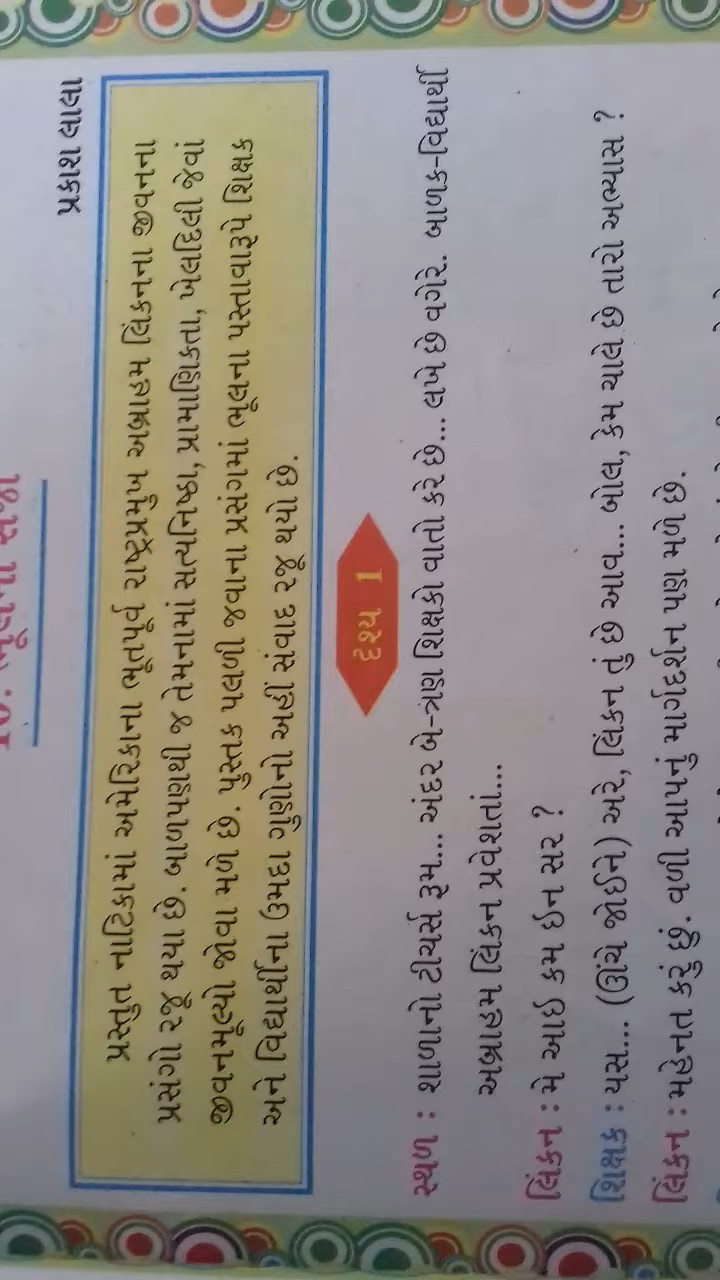 પ્રકાશ લાલા
પ્રસ્તુત નાટિકામાં અમેરિકાના ભૂતપૂર્વ રાષ્ટ્રપ્રમુખ અબ્રાહમ લિંકનના જીવનના
પ્રસંગો રજૂ થયા છે. બાળપણથી જ તેમનામાં સત્યનિષ્ઠા, પ્રામાણિકતા, ખેલદિલી જેવાં
જીવનમૂલ્યો જોવા મળે છે. પુસ્તક પલળી જવાના પ્રસંગમાં ભૂલના પસ્તાવારૂપે શિક્ષક
અને વિદ્યાર્થીના ઉમદા ગુણોનો અહીં સંવાદ રજૂ થયો છે.
દૃશ્ય 1
સ્થળ : શાળાનો ટીચર્સ રૂમ... અંદર બે-ત્રણ શિક્ષકો વાતો કરે છે... લખે છે વગેરે. બાળક-વિદ્યાર્થી
અબ્રાહમ લિંકન પ્રવેશતાં...
લિંકન : મે આઈ કમ ઈન સર ?
શિક્ષક : યસ... (ઊંચે જોઈને) અરે, લિંકન તું છે આવ... બોલ, કેમ ચાલે છે તારો અભ્યાસ ?
લિંકન : મહેનત કરું છું. વળી આપનું માર્ગદર્શન પણ મળે છે.